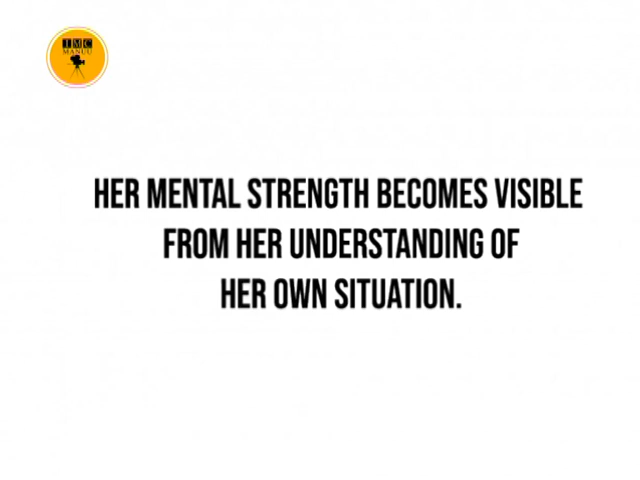 IMC
MANUU
HER MENTAL STRENGTH BECOMES VISIBLE
FROM HER UNDERSTANDING OF
HER OWN SITUATION.